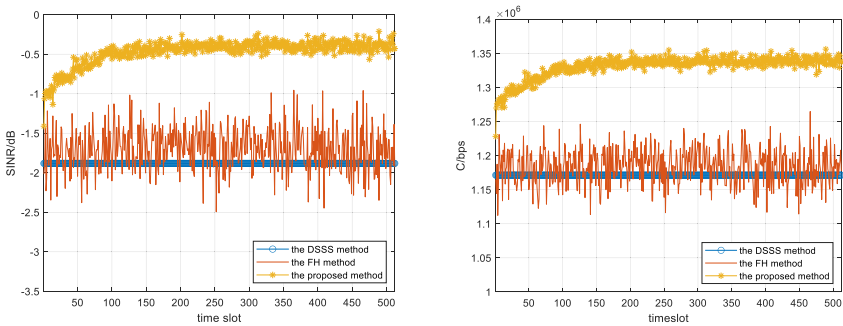 0
-0.5
-1
-1.5
-2
-2.5
-3
-3.5
SINR/dB
50 100 150 200 250 300 350 400 450 500
time slot
the DSSS method
the FH method
the proposed method
×10⁶
1.4
1.35
1.3
1.25
1.2
1.15
1.1
1.05
1
C/bps
50 100 150 200 250 300 350 400 450 500
timeslot
the DSSS method
the FH method
the proposed method